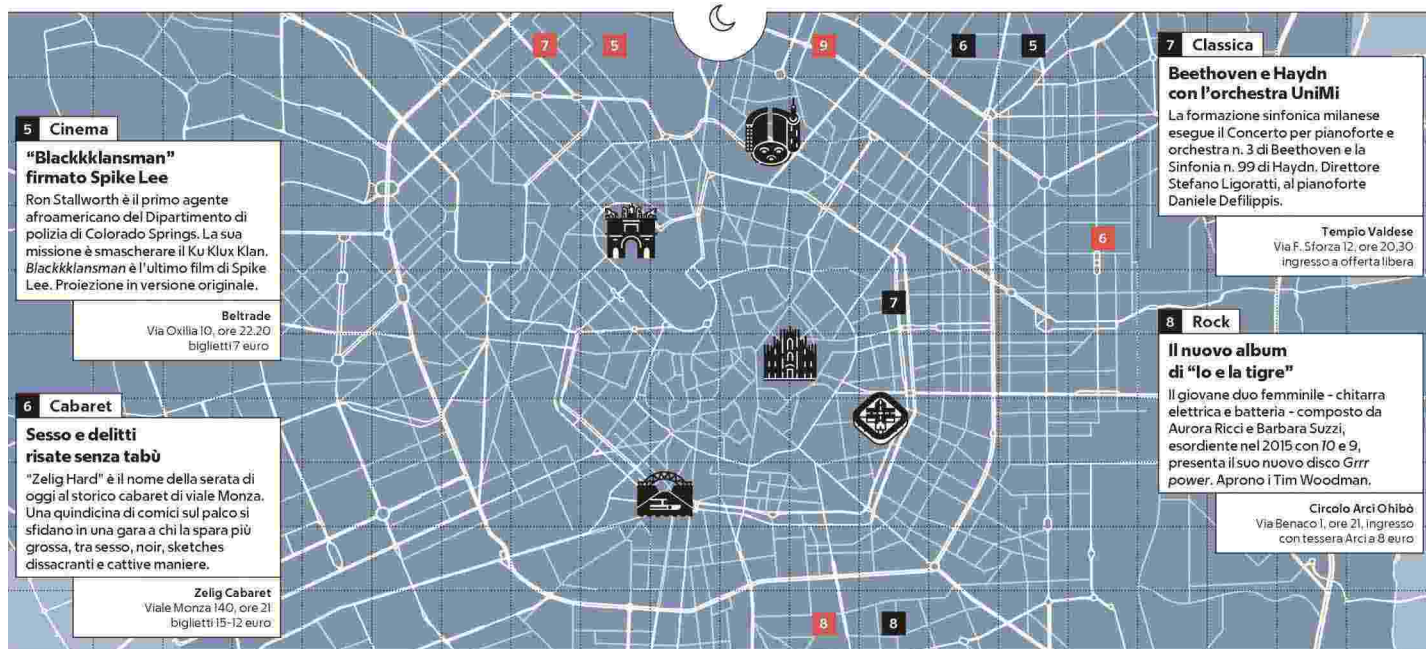 7
5
9
6
5
5 Cinema
"Blackkklansman"
firmato Spike Lee
Ron Stallworth è il primo agente
afroamericano del Dipartimento di
polizia di Colorado Springs. La sua
missione è smascherare il Ku Klux Klan.
Blackkklansman è l'ultimo film di Spike
Lee. Proiezione in versione originale.
Beltrade
Via Oxilia 10, ore 22.20
biglietti 7 euro
6 Cabaret
Sesso e delitti
risate senza tabù
"Zelig Hard" è il nome della serata di
oggi al storico cabaret di viale Monza.
Una quindicina di comici sul palco si
sfidano in una gara a chi la spara più
grossa, tra sesso, noir, sketches
dissacranti e cattive maniere.
Zelig Cabaret
Viale Monza 140, ore 21
biglietti 15-12 euro
7 Classica
Beethoven e Haydn
con l'orchestra UniMi
La formazione sinfonica milanese
esegue il Concerto per pianoforte e
orchestra n. 3 di Beethoven e la
Sinfonia n. 99 di Haydn. Direttore
Stefano Ligoratti, al pianoforte
Daniele Defilippis.
Tempio Valdese
Via F. Sforza 12, ore 20,30
ingresso a offerta libera
8 Rock
Il nuovo album
di "Io e la tigre"
Il giovane duo femminile - chitarra
elettrica e batteria - composto da
Aurora Ricci e Barbara Suzzi,
esordiente nel 2015 con 10 e 9,
presenta il suo nuovo disco Grrr
power. Aprono i Tim Woodman.
Circolo Arci Ohibò
Via Benaco 1, ore 21, ingresso
con tessera Arci a 8 euro
6
7
8
8